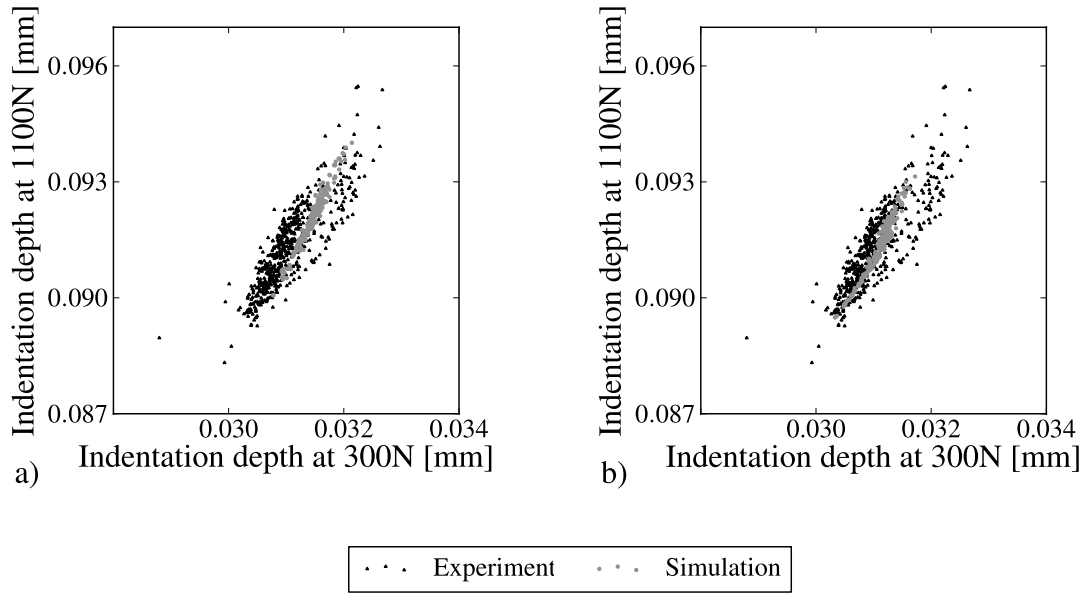 Indentation depth at 1100N [mm]
0.096
0.093
0.090
0.087
0.030 0.032 0.034
Indentation depth at 300N [mm]
a)
Indentation depth at 1100N [mm]
0.096
0.093
0.090
0.087
0.030 0.032 0.034
Indentation depth at 300N [mm]
b)
Experiment Simulation